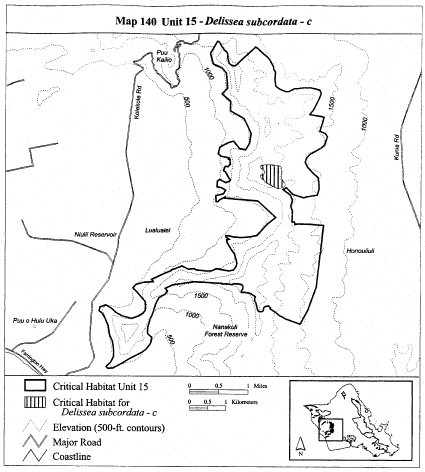 Map 140 Unit 15 - Delissea subcordata - c
Puu
Kailio
1000
500
Kolekole Rd
1500
1000
Kunia Rd
Niulii Reservoir
Lualualei
Honouliuli
1500
1000
Puu o Hulu Uka
Nanakuli
Forest Reserve
500
Farrington Hwy
Critical Habitat Unit 15
Critical Habitat for
Delissea subcordata - c
Elevation (500-ft. contours)
Major Road
Coastline
0 0.5 1 Miles
0 0.5 1 Kilometers
N